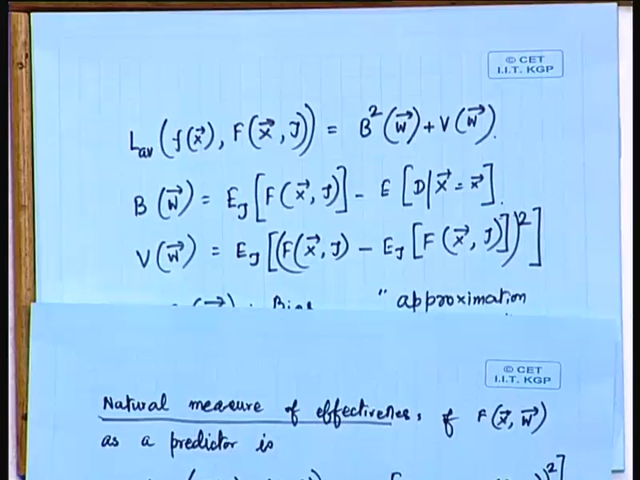 © CET
I.I.T. KGP
L_av (f(x⃗), F(x⃗, J)) = B²(w⃗) + V(w⃗).
B(w⃗) = E_J [F(x⃗, J)] - E [D | X⃗ = x⃗].
V(w⃗) = E_J [(F(x⃗, J) - E_J [F(x⃗, J)])²]
Bias " approximation
© CET
I.I.T. KGP
Natural measure of effectiveness, of F(x⃗, w⃗)
as a predictor is